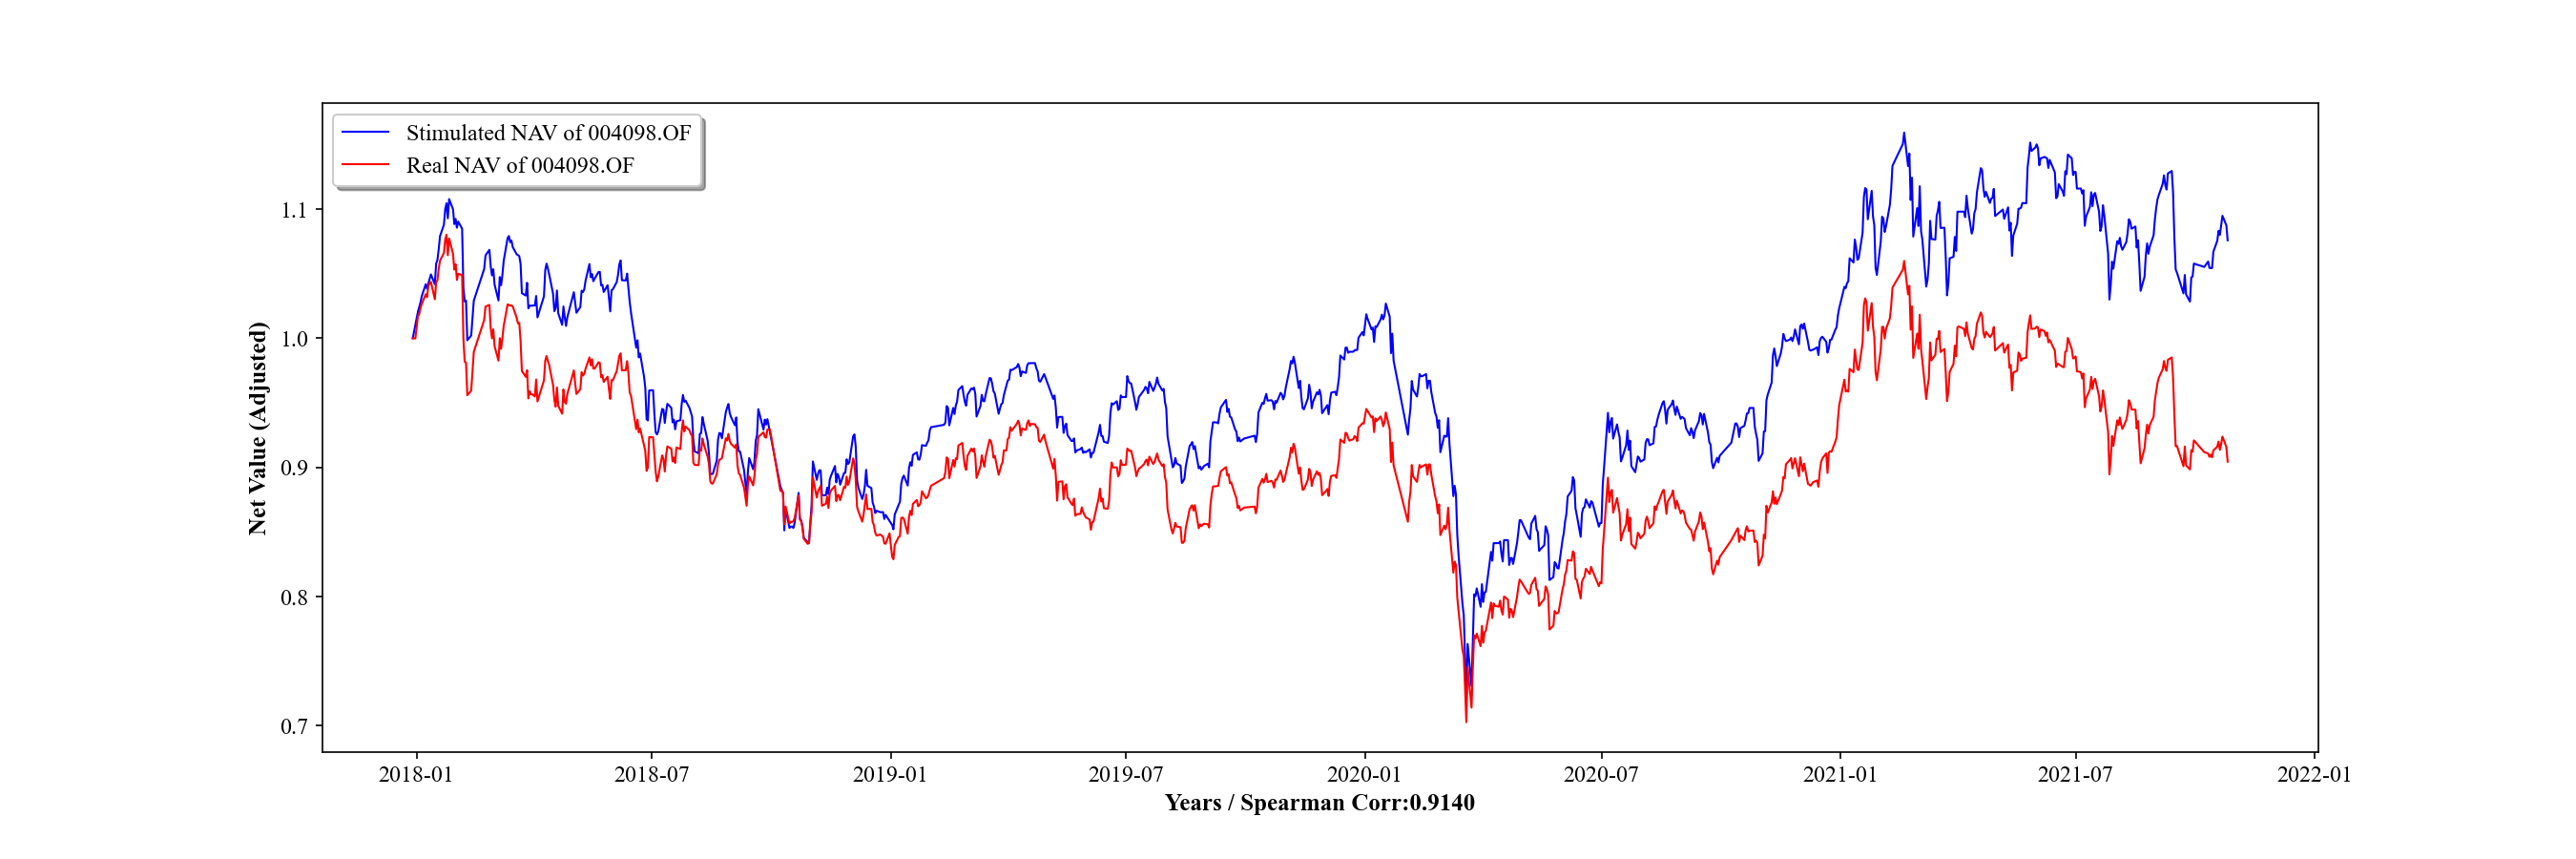 Stimulated NAV of 004098.OF
Real NAV of 004098.OF
Net Value (Adjusted)
1.1
1.0
0.9
0.8
0.7
2018-01 2018-07 2019-01 2019-07 2020-01 2020-07 2021-01 2021-07 2022-01
Years / Spearman Corr:0.9140